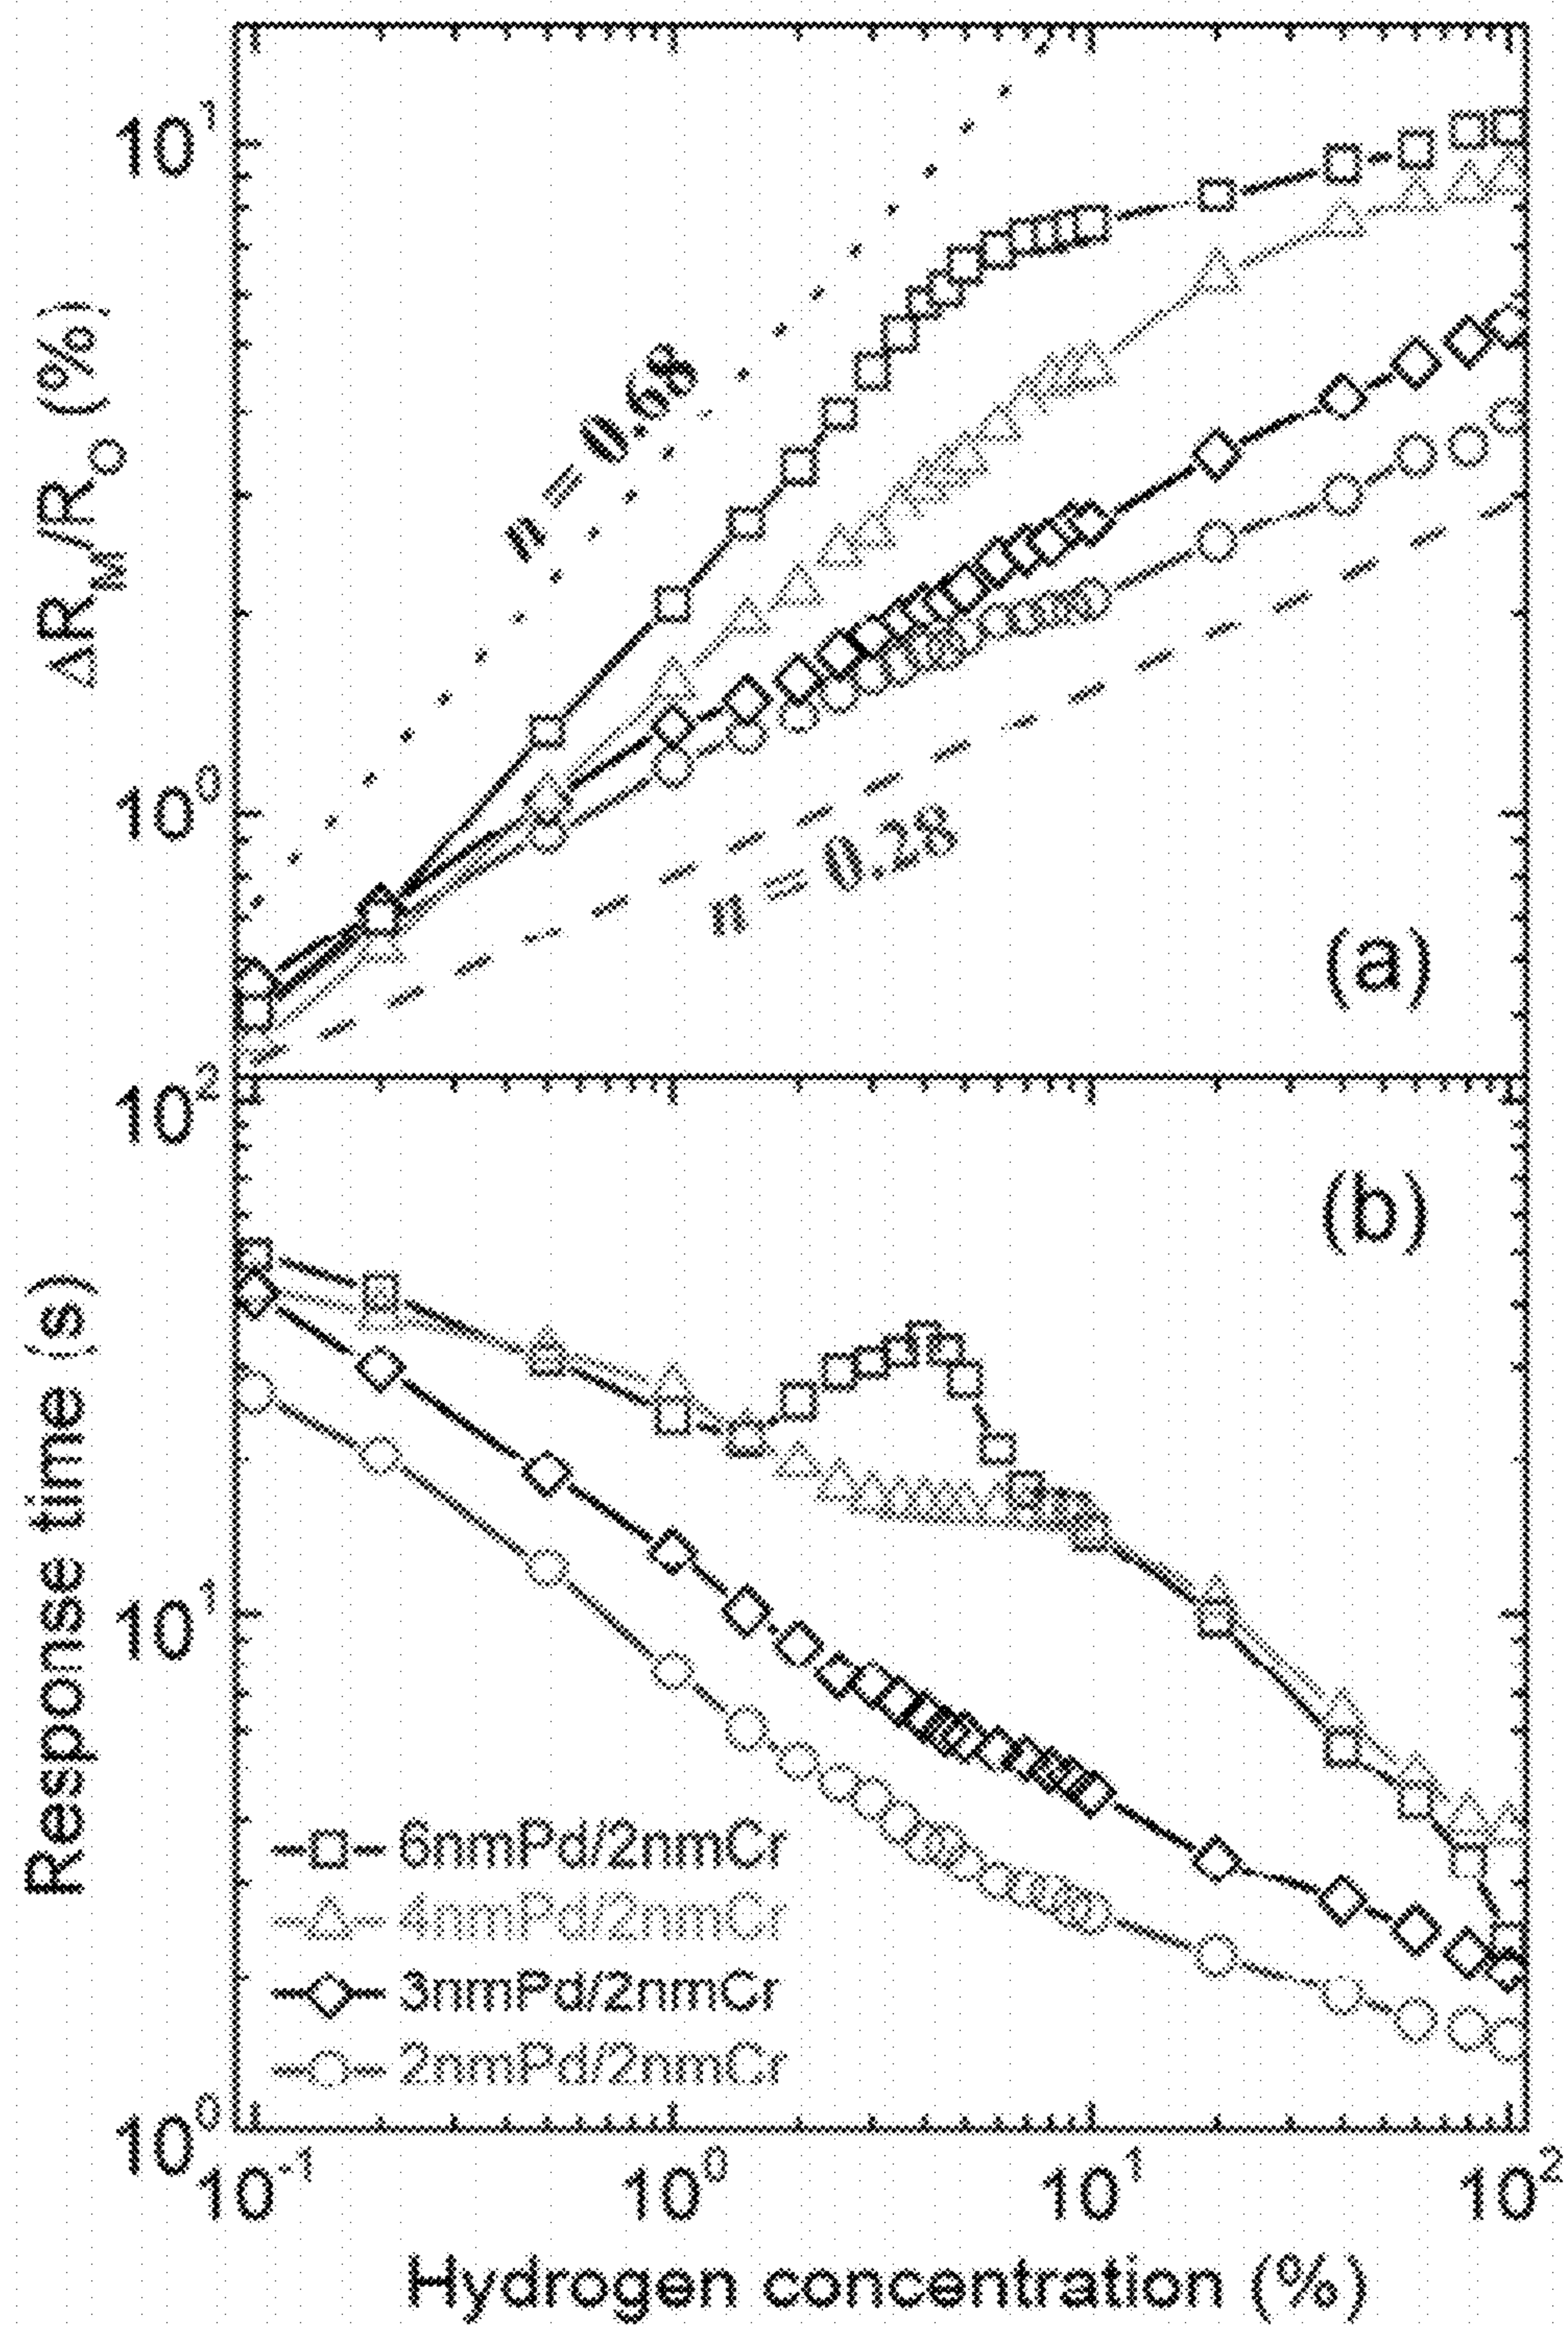 10¹
10⁰
ΔR_M/R_O (%)
n = 0.68
n = 0.28
(a)
10²
10¹
10⁰
Response time (s)
(b)
6nmPd/2nmCr
4nmPd/2nmCr
3nmPd/2nmCr
2nmPd/2nmCr
10⁻¹ 10⁰ 10¹ 10²
Hydrogen concentration (%)